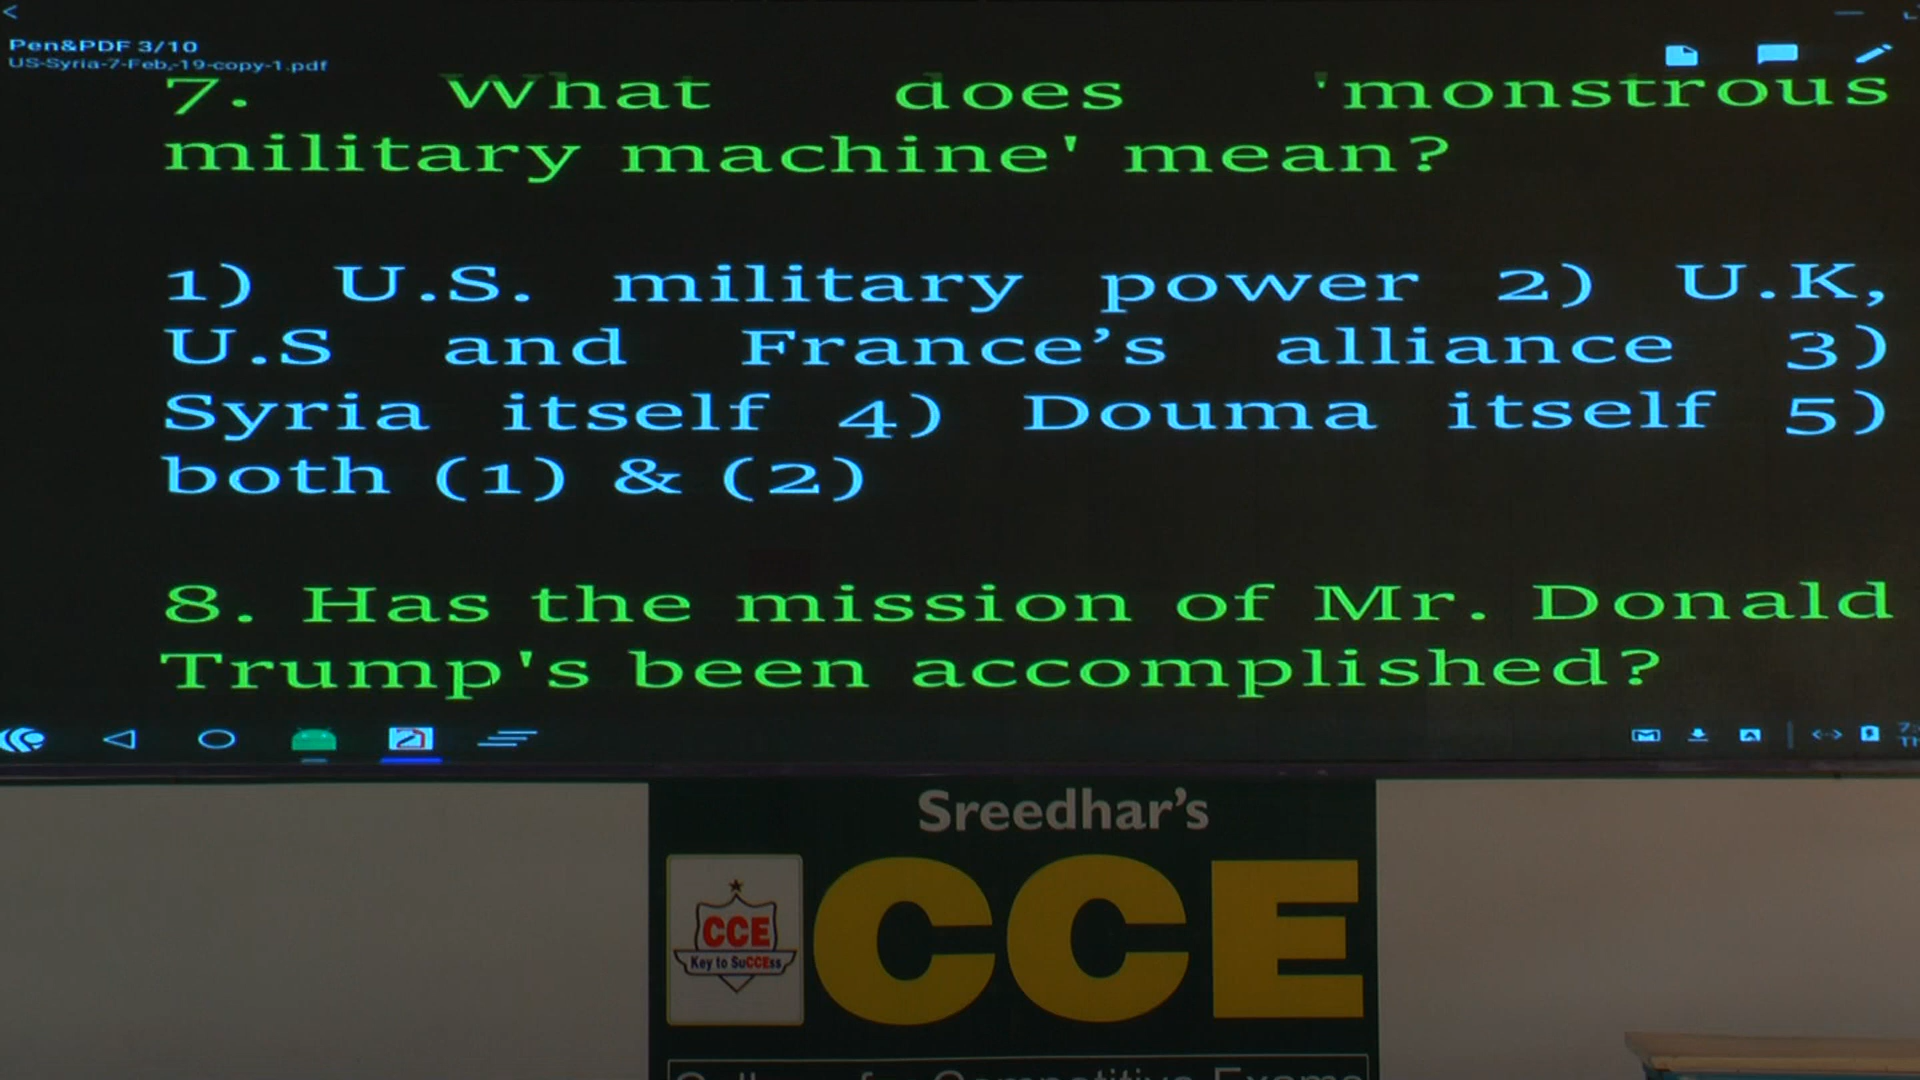 Pen&PDF 3/10
US-Syria-7-Feb,-19-copy-1.pdf
7. What does 'monstrous
military machine' mean?
1) U.S. military power 2) U.K,
U.S and France’s alliance 3)
Syria itself 4) Douma itself 5)
both (1) & (2)
8. Has the mission of Mr. Donald
Trump's been accomplished?
Sreedhar’s
CCE
Key to SuCCEss
CCE